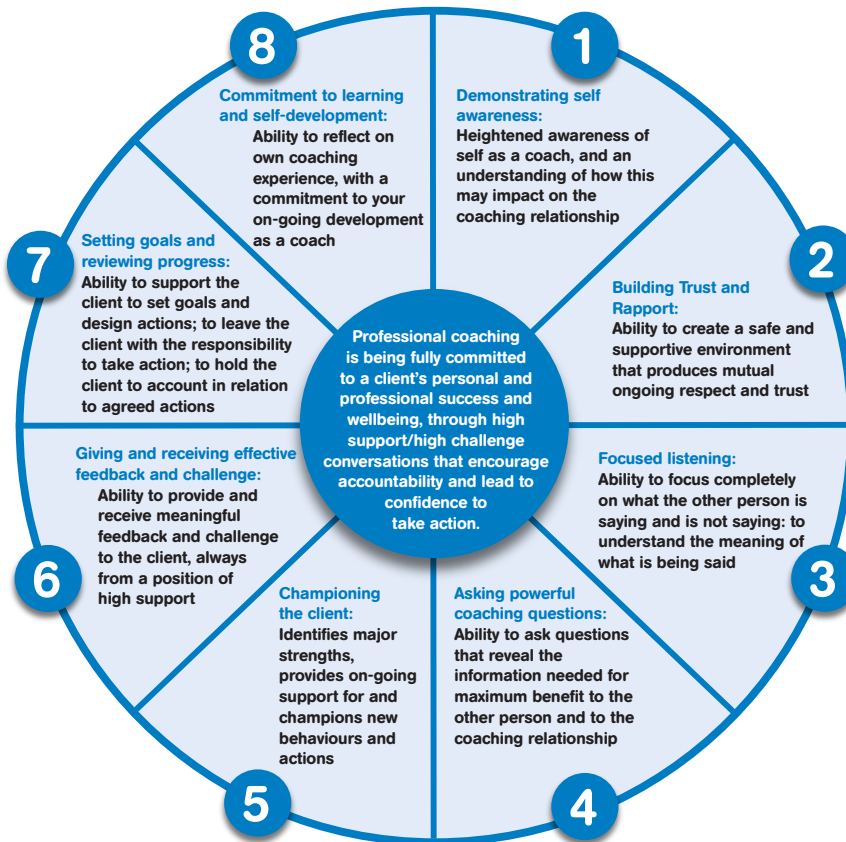 1
Demonstrating self
awareness:
Heightened awareness of
self as a coach, and an
understanding of how this
may impact on the
coaching relationship
2
Building Trust and
Rapport:
Ability to create a safe and
supportive environment
that produces mutual
ongoing respect and trust
3
Focused listening:
Ability to focus completely
on what the other person is
saying and is not saying: to
understand the meaning of
what is being said
4
Asking powerful
coaching questions:
Ability to ask questions
that reveal the
information needed for
maximum benefit to the
other person and to the
coaching relationship
5
Championing
the client:
Identifies major
strengths,
provides on-going
support for and
champions new
behaviours and
actions
6
Giving and receiving effective
feedback and challenge:
Ability to provide and
receive meaningful
feedback and challenge
to the client, always
from a position of
high support
7
Setting goals and
reviewing progress:
Ability to support the
client to set goals and
design actions; to leave the
client with the responsibility
to take action; to hold the
client to account in relation
to agreed actions
8
Commitment to learning
and self-development:
Ability to reflect on
own coaching
experience, with a
commitment to your
on-going development
as a coach
Professional coaching
is being fully committed
to a client's personal and
professional success and
wellbeing, through high
support/high challenge
conversations that encourage
accountability and lead to
confidence to
take action.